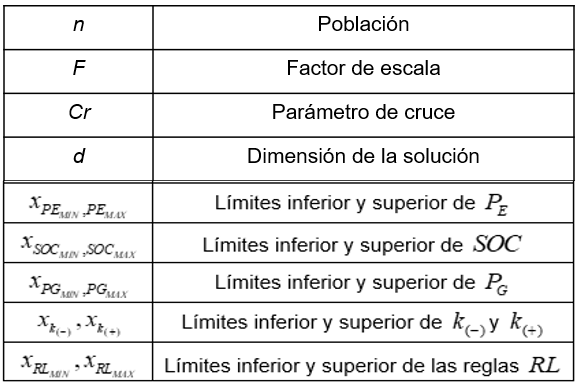 n Población
F Factor de escala
Cr Parámetro de cruce
d Dimensión de la solución
x_{PE_{MIN},PE_{MAX}} Límites inferior y superior de P_E
x_{SOC_{MIN},SOC_{MAX}} Límites inferior y superior de SOC
x_{PG_{MIN},PG_{MAX}} Límites inferior y superior de P_G
x_{k_{(-)}}, x_{k_{(+)}} Límites inferior y superior de k_{(-)} y k_{(+)}
x_{RL_{MIN}}, x_{RL_{MAX}} Límites inferior y superior de las reglas RL